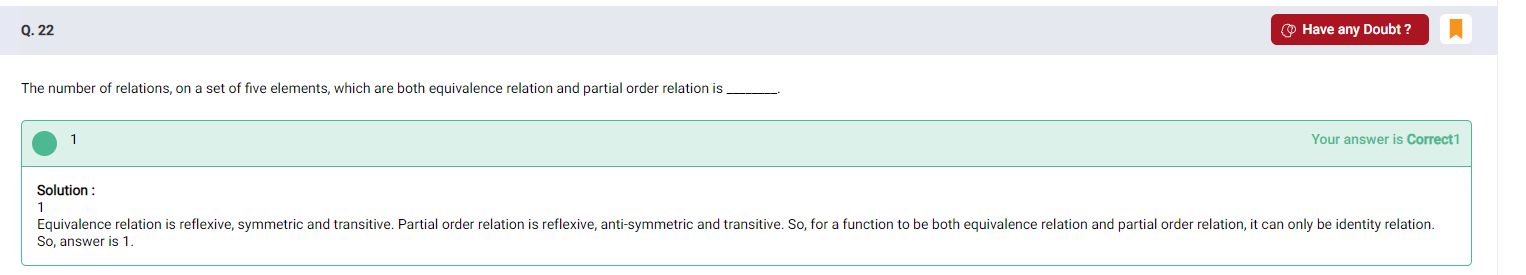 Q. 22
Have any Doubt ?
The number of relations, on a set of five elements, which are both equivalence relation and partial order relation is ________.
1
Your answer is Correct1
Solution :
1
Equivalence relation is reflexive, symmetric and transitive. Partial order relation is reflexive, anti-symmetric and transitive. So, for a function to be both equivalence relation and partial order relation, it can only be identity relation.
So, answer is 1.